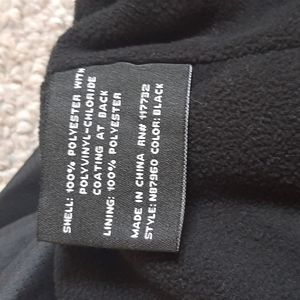 SHELL: 100% POLYESTER WITH
POLYVINYL-CHLORIDE
COATING AT BACK
LINING: 100% POLYESTER
MADE IN CHINA RN# 117732
STYLE: NB7960 COLOR: BLACK